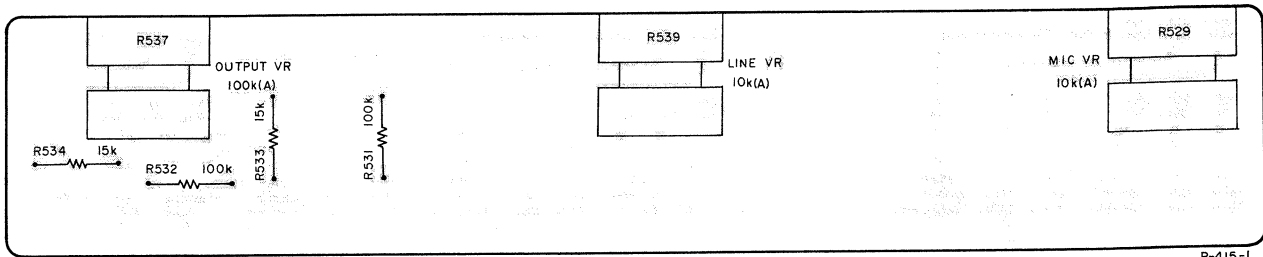 R537
OUTPUT VR
100k(A)
R539
LINE VR
10k(A)
R529
MIC VR
10k(A)
R534 15k
R532 100k
R533 15k
R531 100k
P-415-1